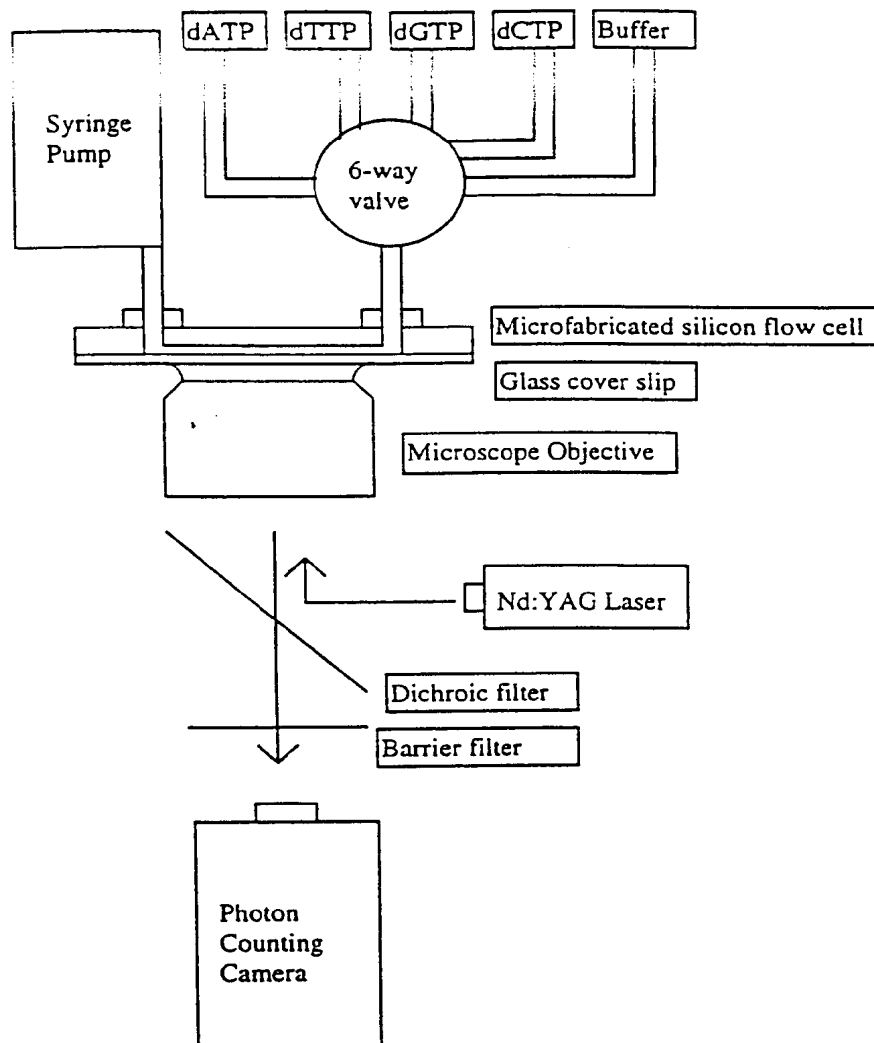 dATP
dTTP
dGTP
dCTP
Buffer
Syringe
Pump
6-way
valve
Microfabricated silicon flow cell
Glass cover slip
Microscope Objective
Nd:YAG Laser
Dichroic filter
Barrier filter
Photon
Counting
Camera